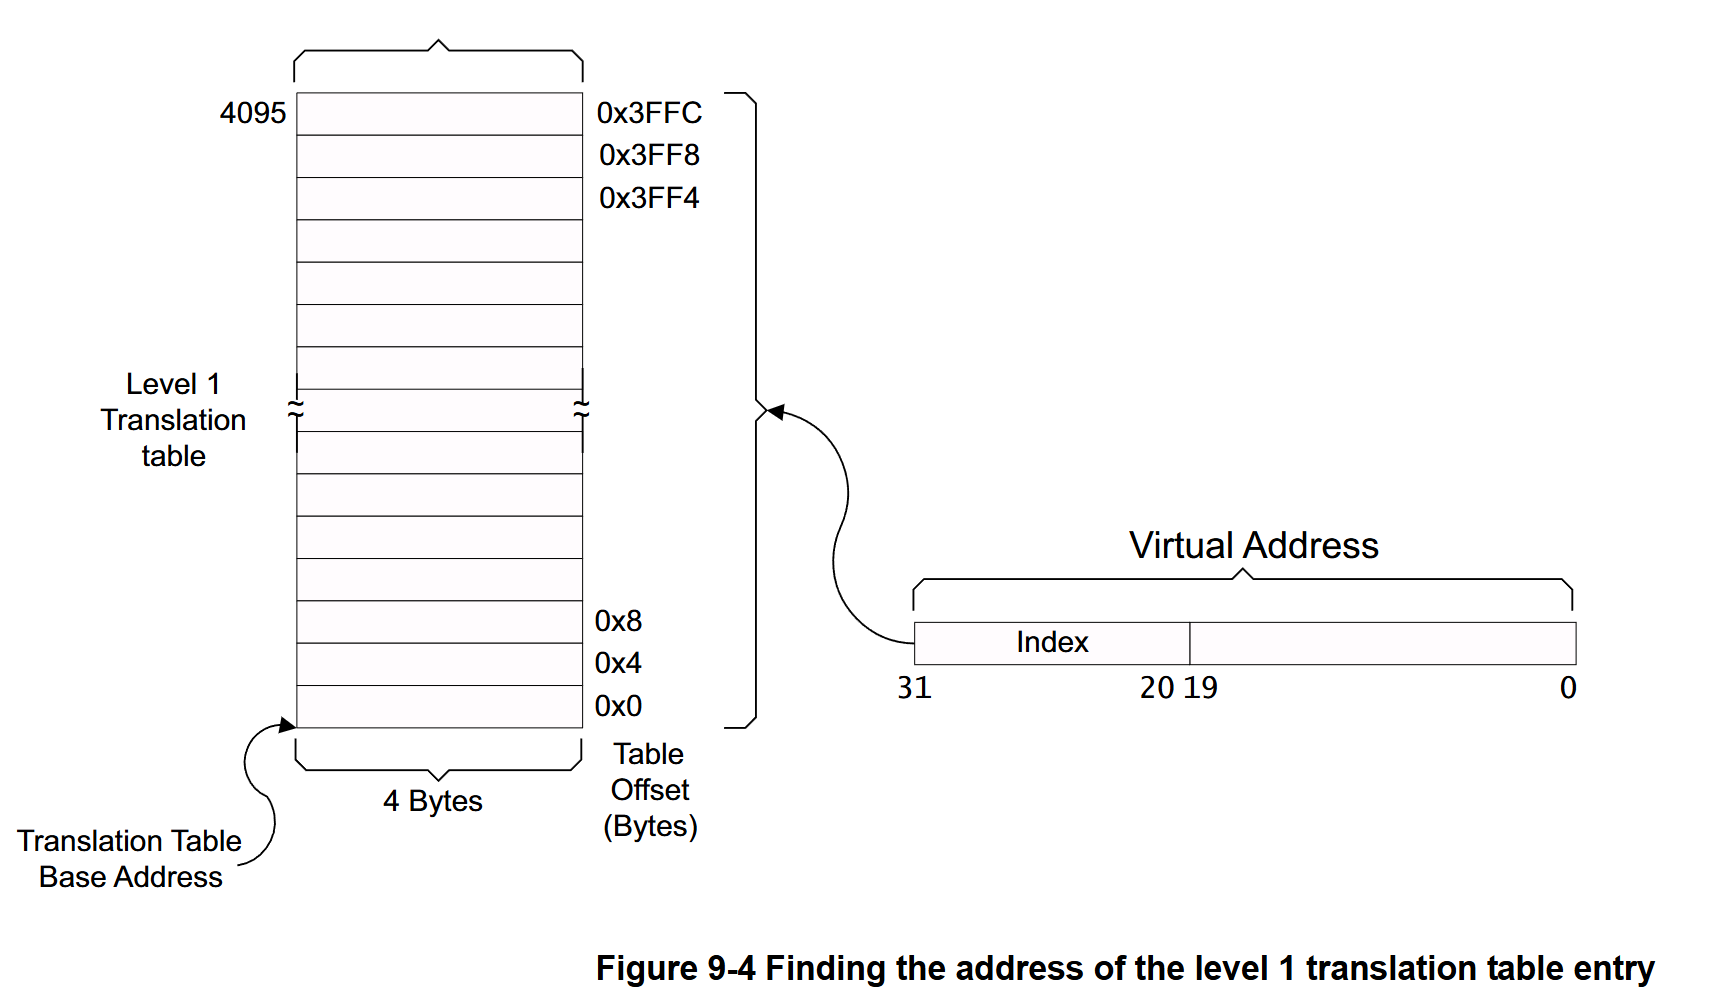 4095
0x3FFC
0x3FF8
0x3FF4
Level 1
Translation
table
≈
≈
Virtual Address
Index
31
20
19
0
0x8
0x4
0x0
Table
Offset
(Bytes)
4 Bytes
Translation Table
Base Address
Figure 9-4 Finding the address of the level 1 translation table entry